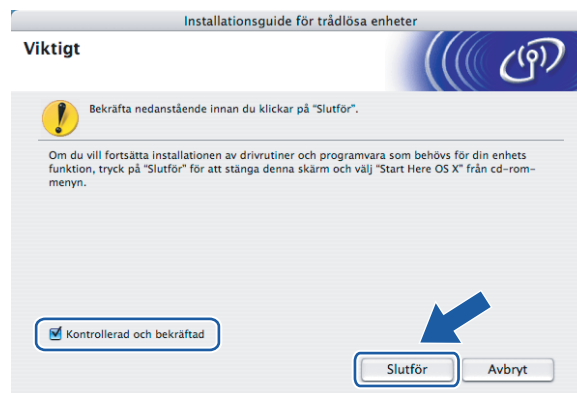 Installationsguide för trådlösa enheter
Viktigt
Bekräfta nedanstående innan du klickar på "Slutför".
Om du vill fortsätta installationen av drivrutiner och programvara som behövs för din enhets
funktion, tryck på "Slutför" för att stänga denna skärm och välj "Start Here OS X" från cd-rom-
menyn.
Kontrollerad och bekräftad
Slutför
Avbryt